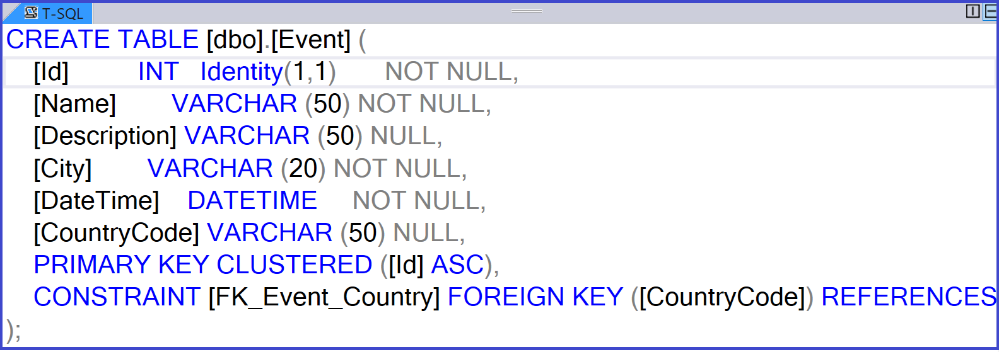 T-SQL
CREATE TABLE [dbo].[Event] (
[Id] INT Identity(1,1) NOT NULL,
[Name] VARCHAR (50) NOT NULL,
[Description] VARCHAR (50) NULL,
[City] VARCHAR (20) NOT NULL,
[DateTime] DATETIME NOT NULL,
[CountryCode] VARCHAR (50) NULL,
PRIMARY KEY CLUSTERED ([Id] ASC),
CONSTRAINT [FK_Event_Country] FOREIGN KEY ([CountryCode]) REFERENCES
);